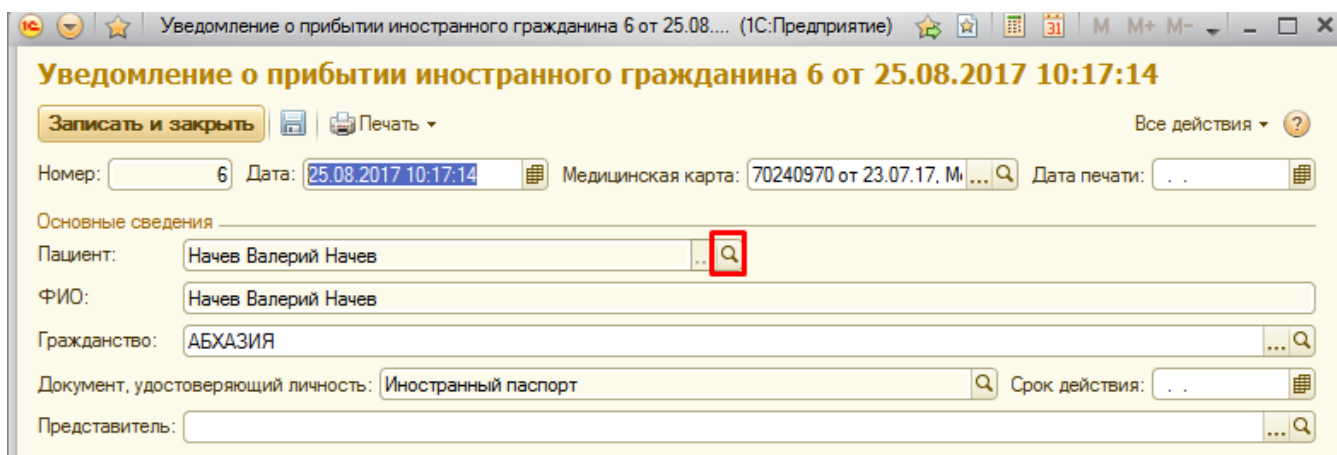 1С Уведомление о прибытии иностранного гражданина 6 от 25.08.... (1С:Предприятие) 31 M M+ M-
Уведомление о прибытии иностранного гражданина 6 от 25.08.2017 10:17:14
Записать и закрыть Печать Все действия ?
Номер: 6 Дата: 25.08.2017 10:17:14 Медицинская карта: 70240970 от 23.07.17, М ... Дата печати: . .
Основные сведения
Пациент: Начев Валерий Начев ...
ФИО: Начев Валерий Начев
Гражданство: АБХАЗИЯ ...
Документ, удостоверяющий личность: Иностранный паспорт Срок действия: . .
Представитель: ...